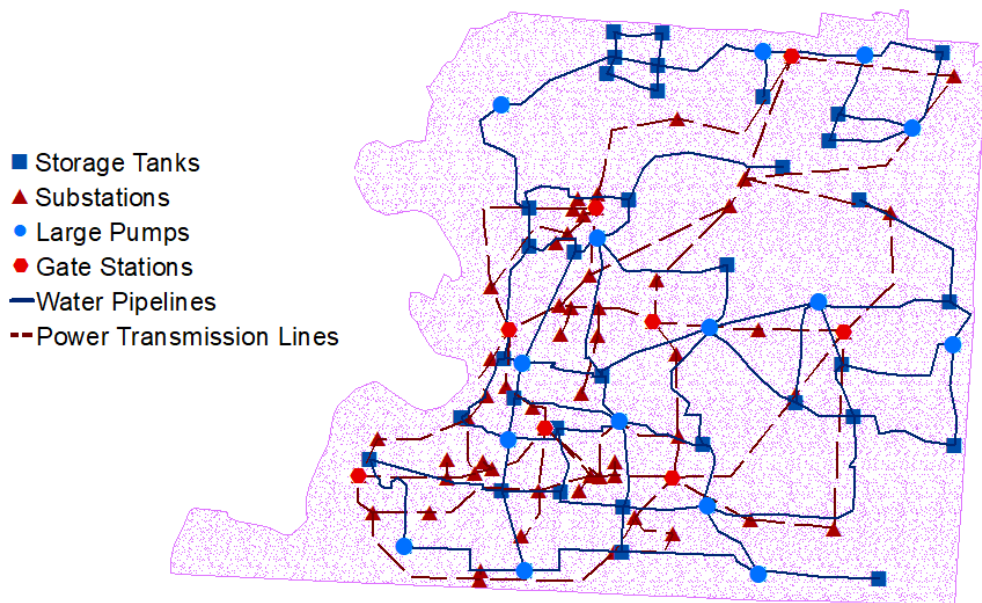 Storage Tanks
Substations
Large Pumps
Gate Stations
Water Pipelines
Power Transmission Lines